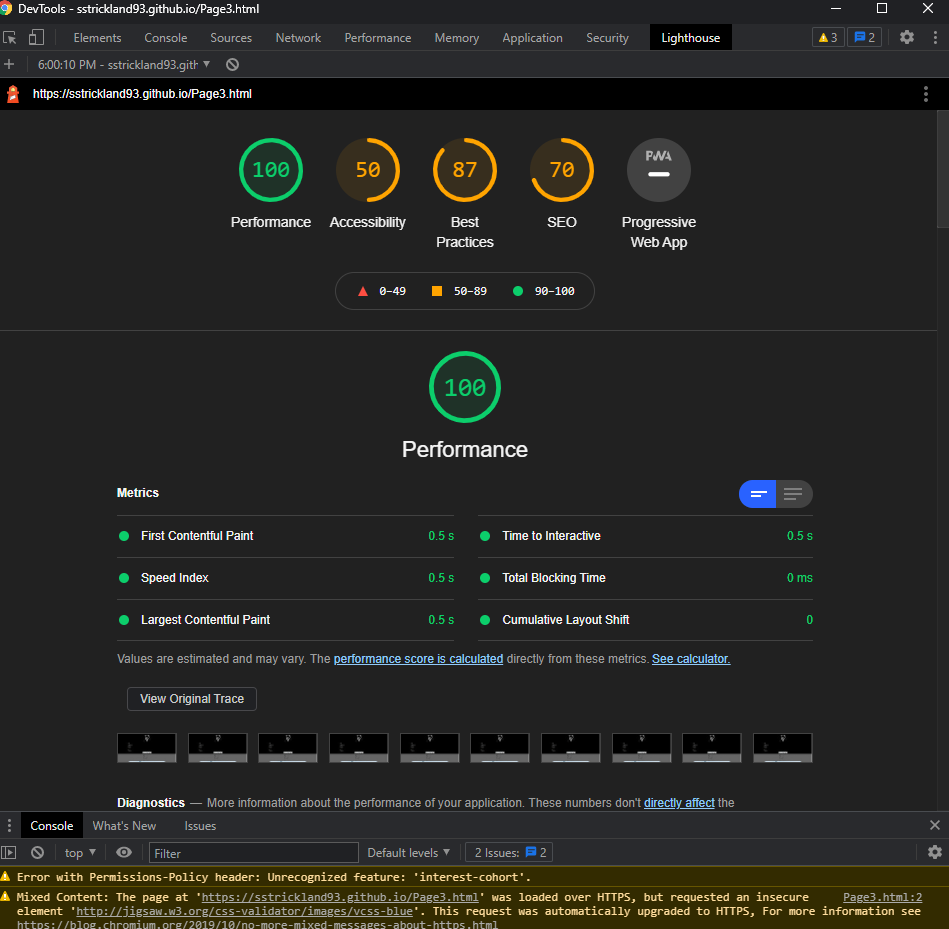 DevTools - sstrickland93.github.io/Page3.html
Elements Console Sources Network Performance Memory Application Security Lighthouse 3 2
6:00:10 PM - sstrickland93.gith
https://sstrickland93.github.io/Page3.html
100 50 87 70 PWA
Performance Accessibility Best Practices SEO Progressive Web App
0–49 50–89 90–100
100
Performance
Metrics
First Contentful Paint 0.5 s Time to Interactive 0.5 s
Speed Index 0.5 s Total Blocking Time 0 ms
Largest Contentful Paint 0.5 s Cumulative Layout Shift 0
Values are estimated and may vary. The performance score is calculated directly from these metrics. See calculator.
View Original Trace
Diagnostics — More information about the performance of your application. These numbers don't directly affect the
Console What's New Issues
top Filter Default levels 2 Issues: 2
Error with Permissions-Policy header: Unrecognized feature: 'interest-cohort'.
Mixed Content: The page at 'https://sstrickland93.github.io/Page3.html' was loaded over HTTPS, but requested an insecure Page3.html:2
element 'http://jigsaw.w3.org/css-validator/images/vcss-blue'. This request was automatically upgraded to HTTPS, For more information see
https://blog.chromium.org/2019/10/no-more-mixed-messages-about-https.html